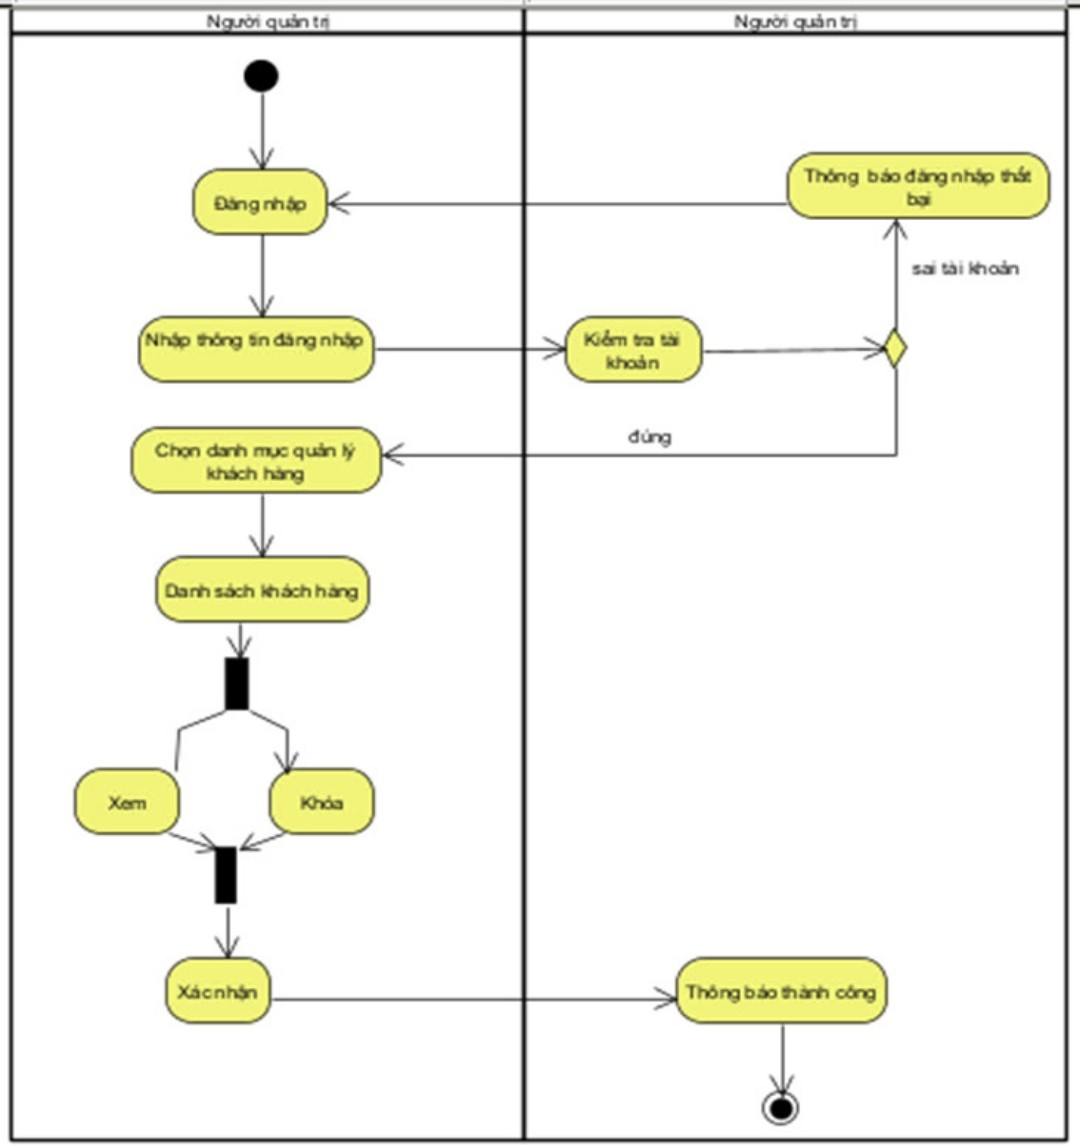 Người quản trị
Người quản trị
Thông báo đăng nhập thất
bại
Đăng nhập
sai tài khoản
Nhập thông tin đăng nhập
Kiểm tra tài
khoản
đúng
Chọn danh mục quản lý
khách hàng
Danh sách khách hàng
Xem
Khóa
Xác nhận
Thông báo thành công